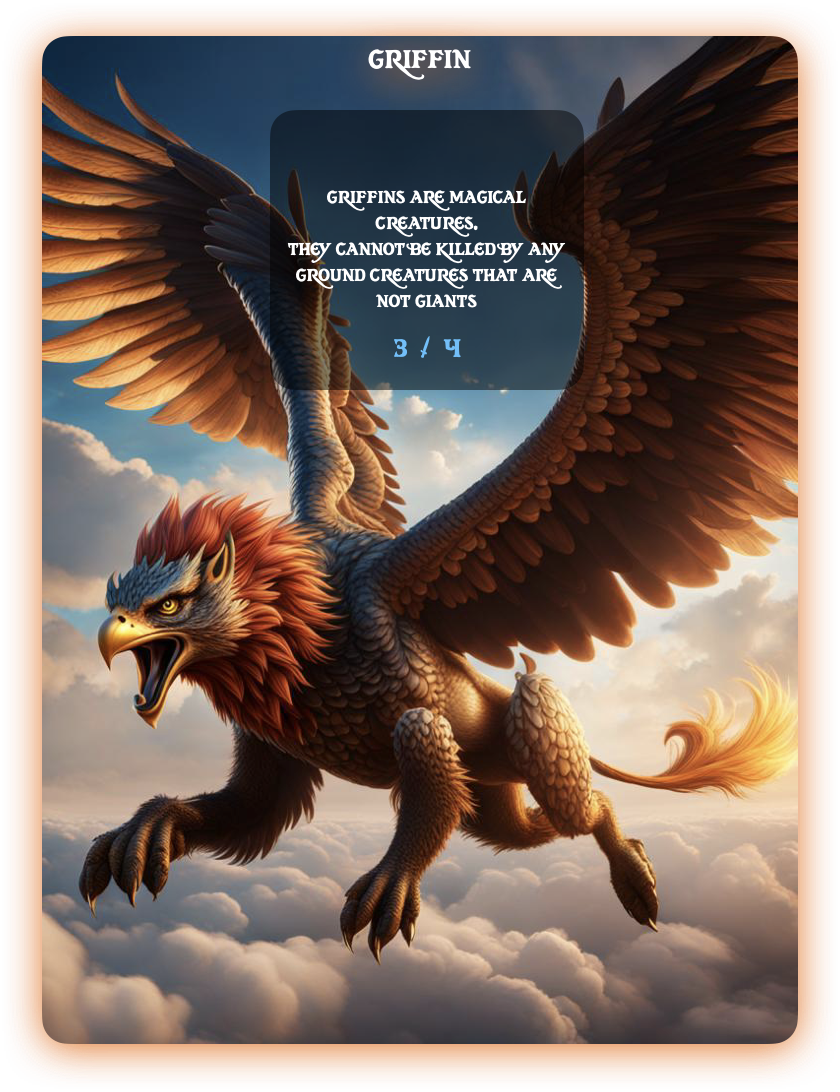 GRIFFIN
GRIFFINS ARE MAGICAL
CREATURES.
THEY CANNOT BE KILLED BY ANY
GROUND CREATURES THAT ARE
NOT GIANTS
3 / 4